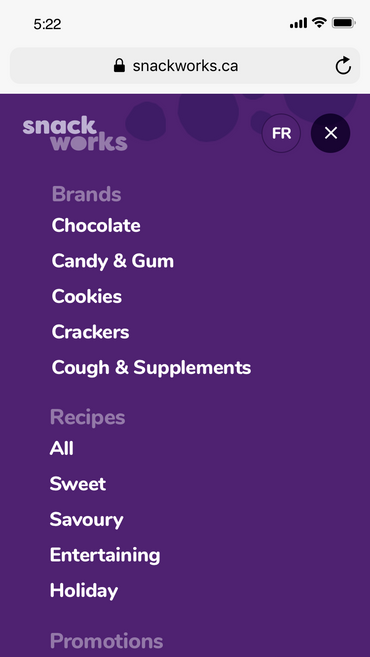 5:22
snackworks.ca
snack
works
FR
Brands
Chocolate
Candy & Gum
Cookies
Crackers
Cough & Supplements
Recipes
All
Sweet
Savoury
Entertaining
Holiday
Promotions